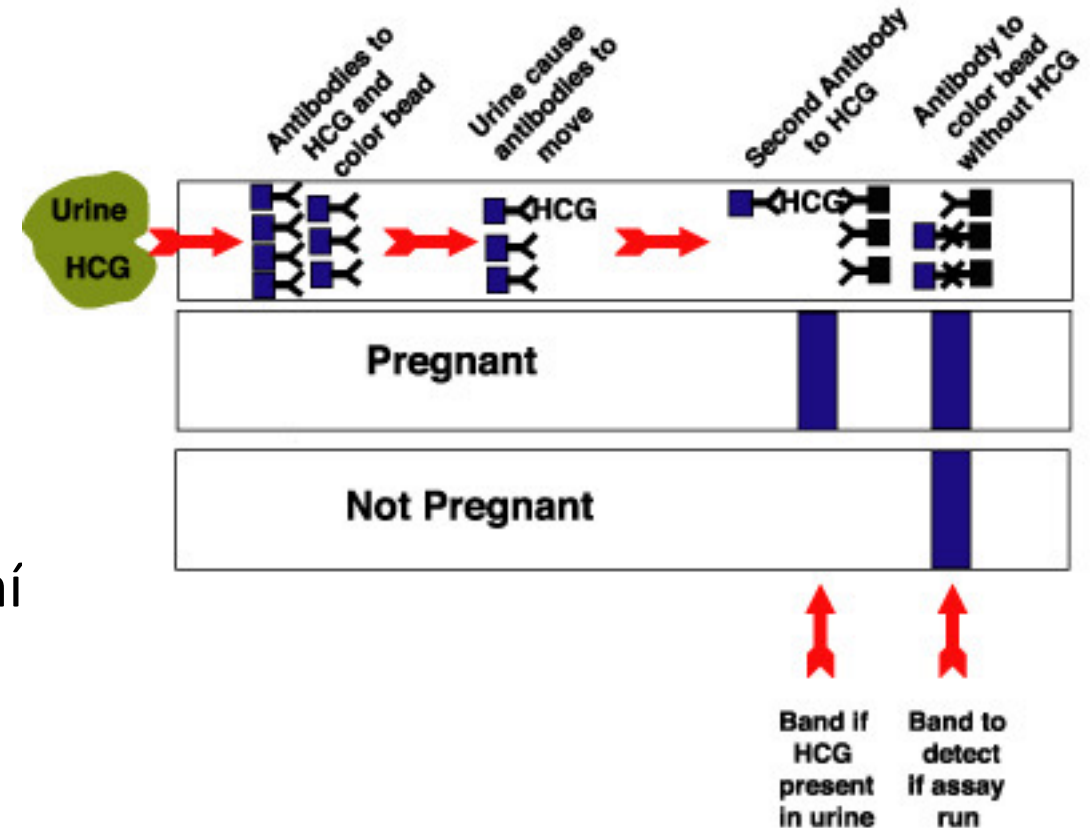 Antibodies to
HCG and
color bead
Urine cause
antibodies to
move
Second Antibody
to HCG
Antibody to
color bead
without HCG
Urine
HCG
HCG
HCG
Pregnant
Not Pregnant
ní
Band if
HCG
present
in urine
Band to
detect
if assay
run